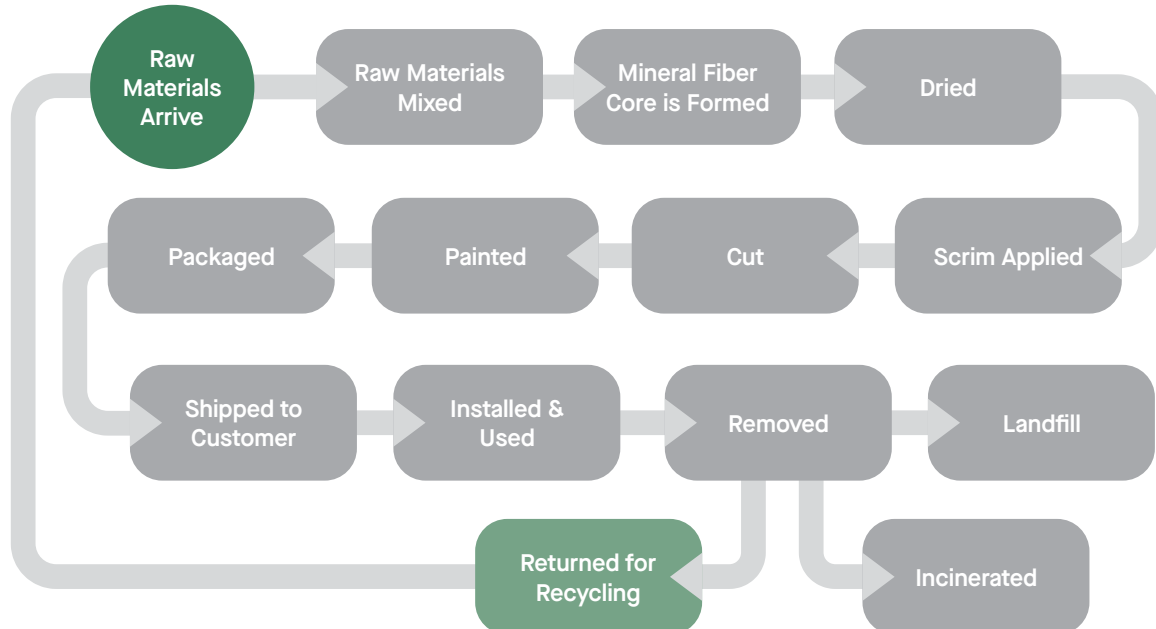 Raw
Materials
Arrive
Raw Materials
Mixed
Mineral Fiber
Core is Formed
Dried
Packaged
Painted
Cut
Scrim Applied
Shipped to
Customer
Installed &
Used
Removed
Landfill
Returned for
Recycling
Incinerated